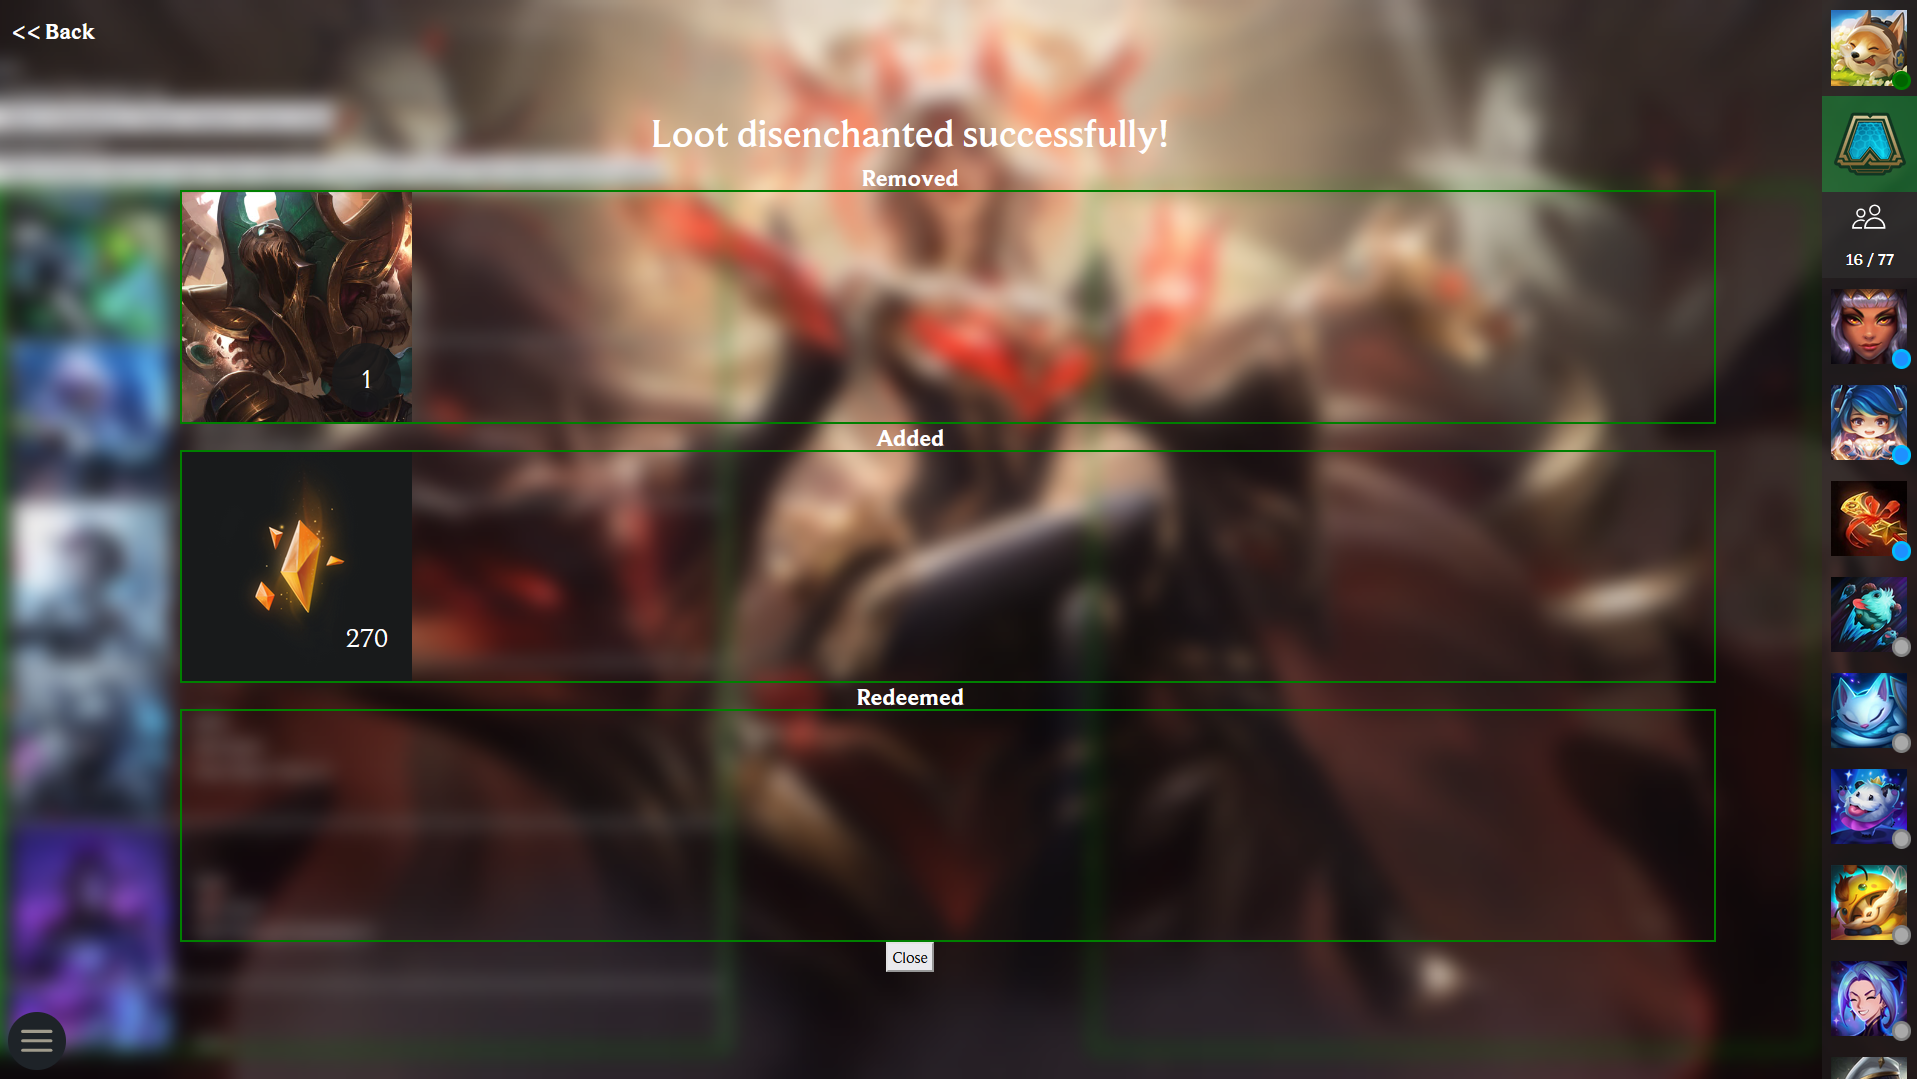 << Back
Loot disenchanted successfully!
Removed
1
Added
270
Redeemed
Close
16 / 77